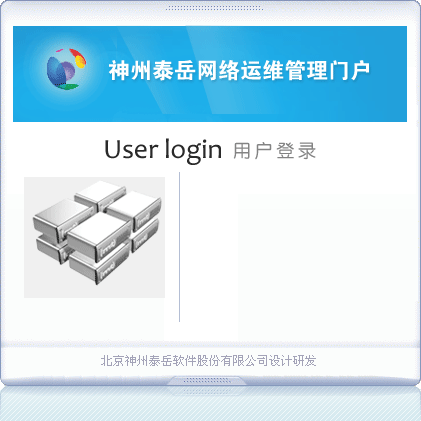 神州泰岳网络运维管理门户
User login 用户登录
北京神州泰岳软件股份有限公司设计研发